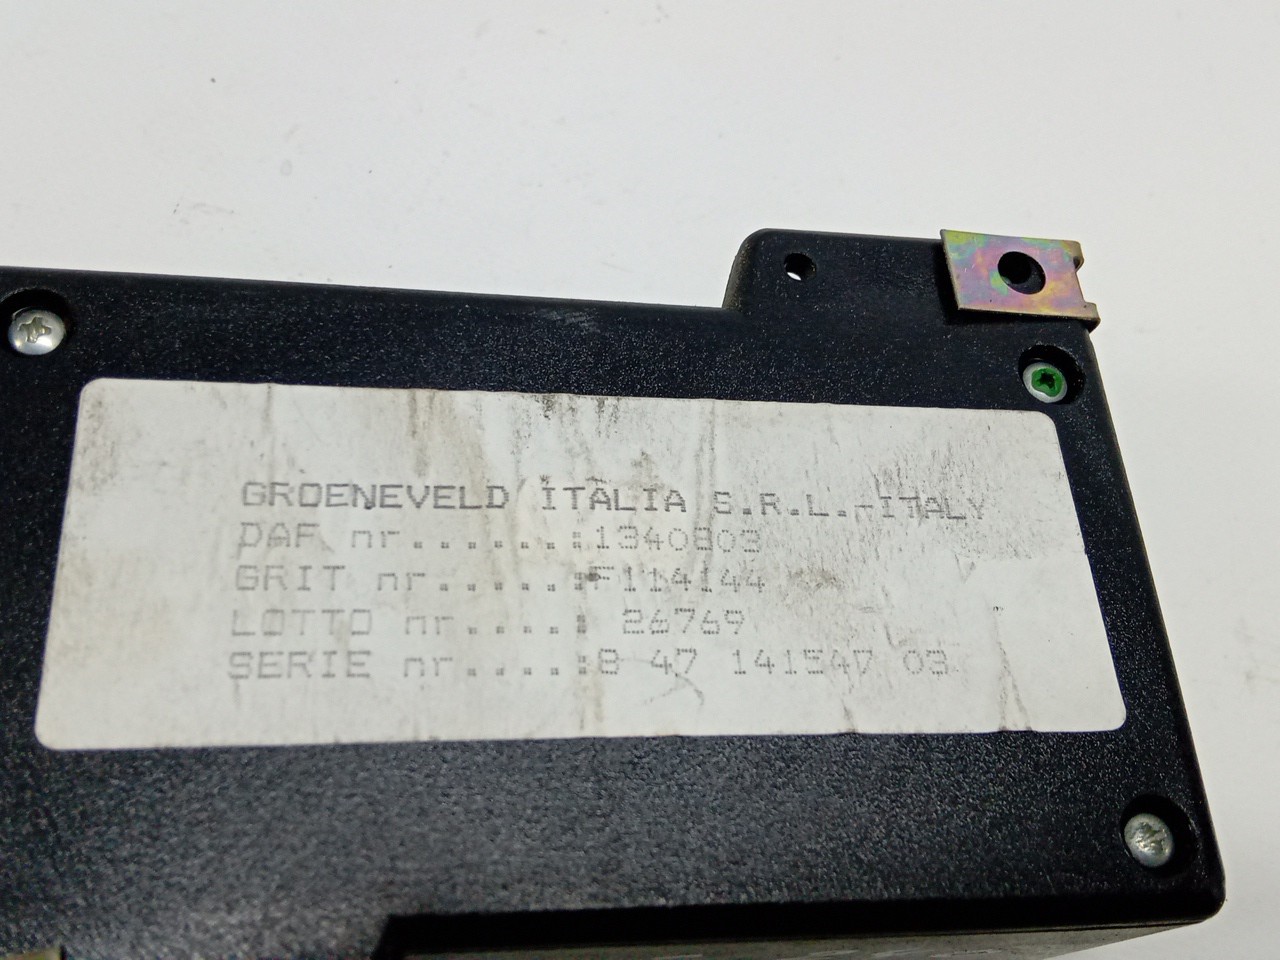 GROENEVELD ITALIA S.R.L.-ITALY
DAF nr.......:1340803
GRIT nr......:F114144
LOTTO nr.....: 26769
SERIE nr.....:8 47 141547 03